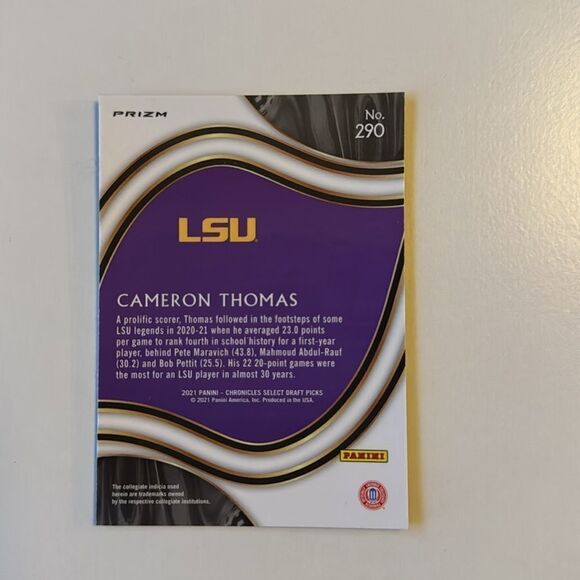 PRIZM
No.
290
LSU
CAMERON THOMAS
A prolific scorer, Thomas followed in the footsteps of some
LSU legends in 2020-21 when he averaged 23.0 points
per game to rank fourth in school history for a first-year
player, behind Pete Maravich (43.8), Mahmoud Abdul-Rauf
(30.2) and Bob Pettit (25.5). His 22 20-point games were
the most for an LSU player in almost 30 years.
2021 PANINI – CHRONICLES SELECT DRAFT PICKS
© 2021 Panini America, Inc. Produced in the USA.
PANINI
The collegiate indicia used
herein are trademarks owned
by the respective collegiate institutions.